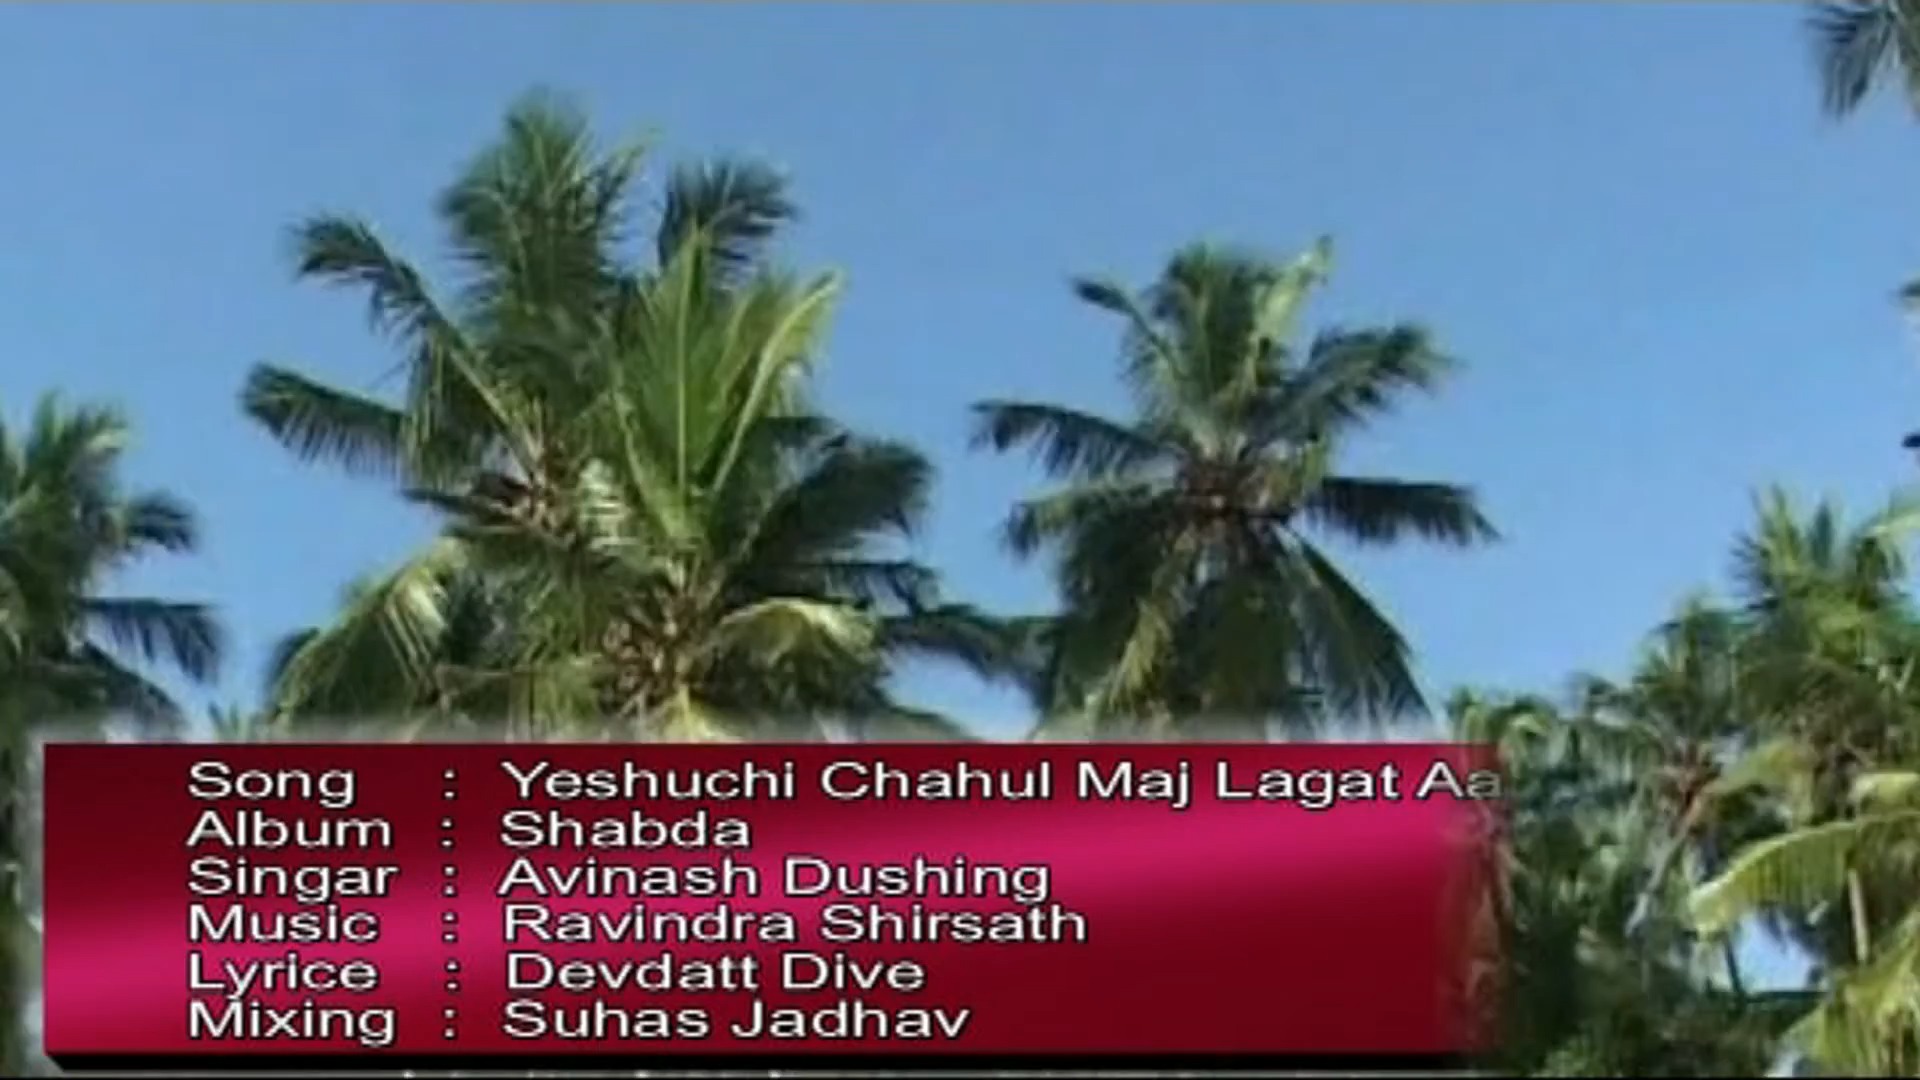 Song : Yeshuchi Chahul Maj Lagat Aa
Album : Shabda
Singar : Avinash Dushing
Music : Ravindra Shirsath
Lyrice : Devdatt Dive
Mixing : Suhas Jadhav